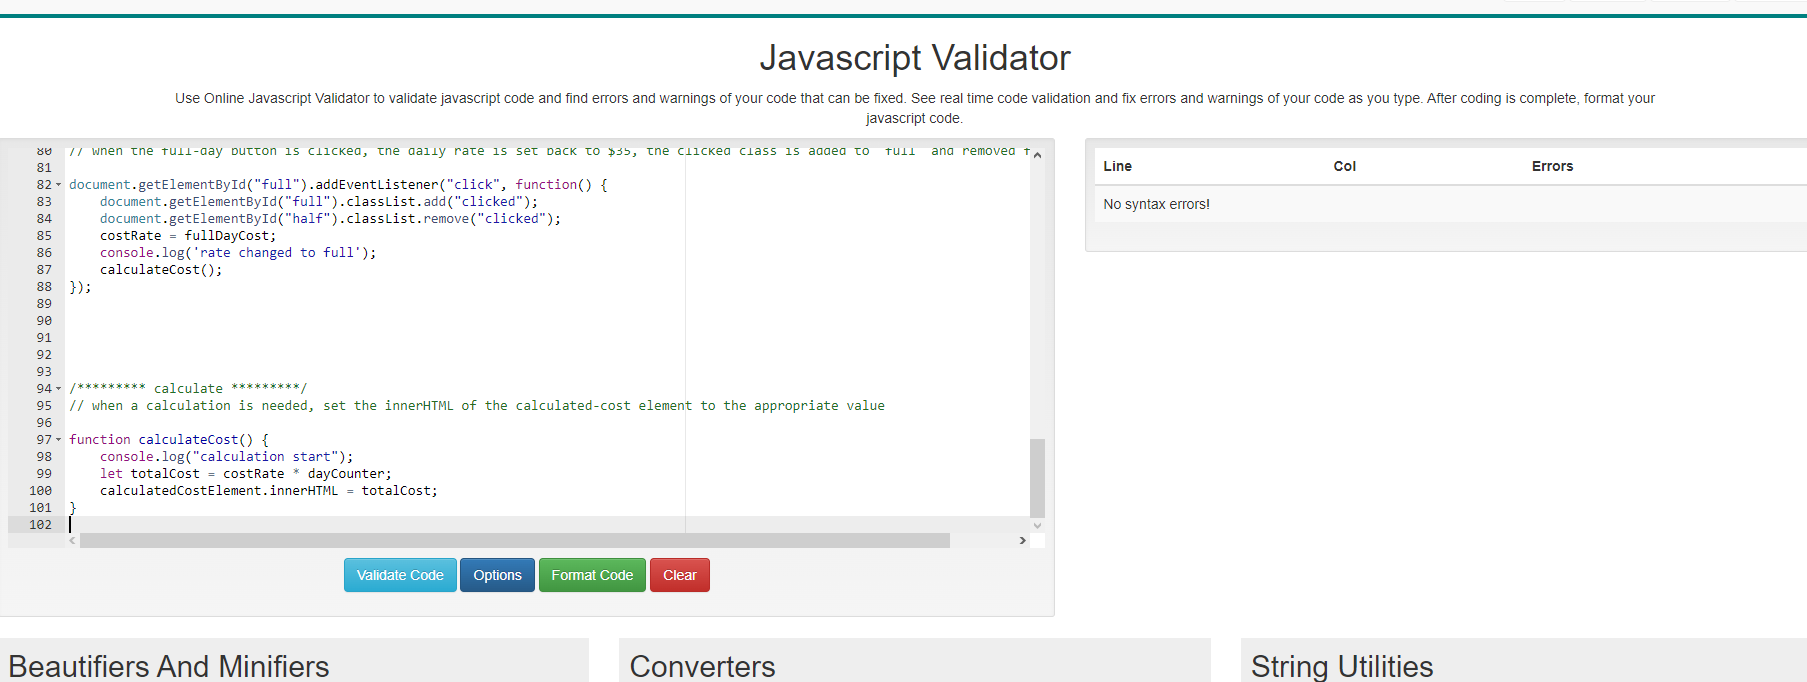 Javascript Validator
Use Online Javascript Validator to validate javascript code and find errors and warnings of your code that can be fixed. See real time code validation and fix errors and warnings of your code as you type. After coding is complete, format your
javascript code.
80 // when the full-day button is clicked, the daily rate is set back to $35, the clicked class is added to "full" and removed f
81
82 document.getElementById("full").addEventListener("click", function() {
83     document.getElementById("full").classList.add("clicked");
84     document.getElementById("half").classList.remove("clicked");
85     costRate = fullDayCost;
86     console.log('rate changed to full');
87     calculateCost();
88 });
89
90
91
92
93
94 /********* calculate *********/
95 // when a calculation is needed, set the innerHTML of the calculated-cost element to the appropriate value
96
97 function calculateCost() {
98     console.log("calculation start");
99     let totalCost = costRate * dayCounter;
100     calculatedCostElement.innerHTML = totalCost;
101 }
102
Validate Code Options Format Code Clear
Line Col Errors
No syntax errors!
Beautifiers And Minifiers
Converters
String Utilities